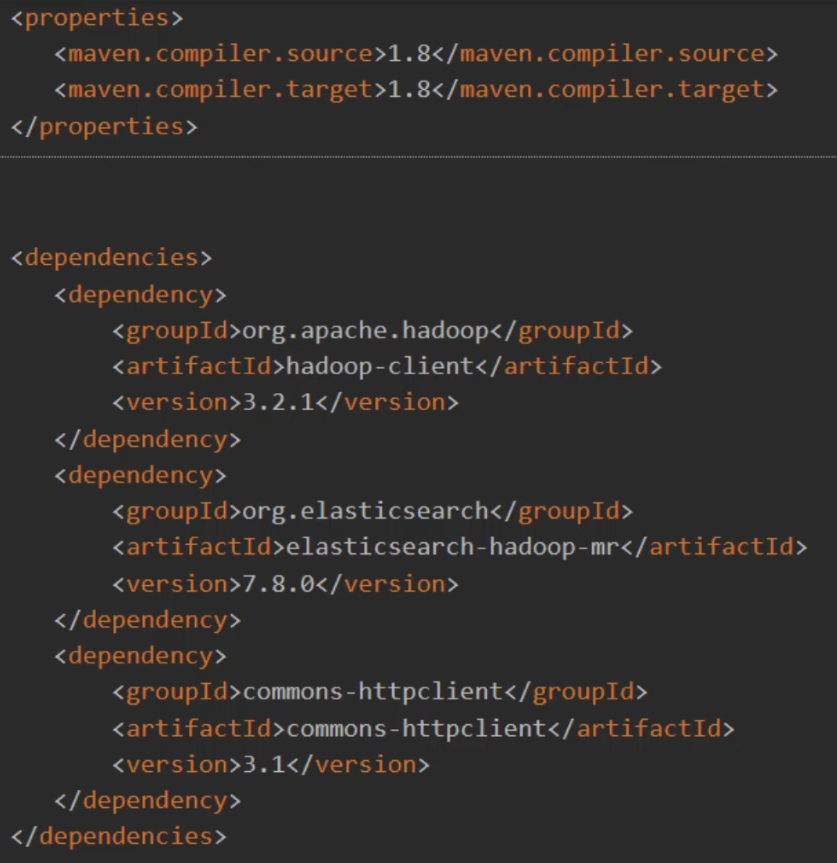 <properties>
<maven.compiler.source>1.8</maven.compiler.source>
<maven.compiler.target>1.8</maven.compiler.target>
</properties>
<dependencies>
<dependency>
<groupId>org.apache.hadoop</groupId>
<artifactId>hadoop-client</artifactId>
<version>3.2.1</version>
</dependency>
<dependency>
<groupId>org.elasticsearch</groupId>
<artifactId>elasticsearch-hadoop-mr</artifactId>
<version>7.8.0</version>
</dependency>
<dependency>
<groupId>commons-httpclient</groupId>
<artifactId>commons-httpclient</artifactId>
<version>3.1</version>
</dependency>
</dependencies>